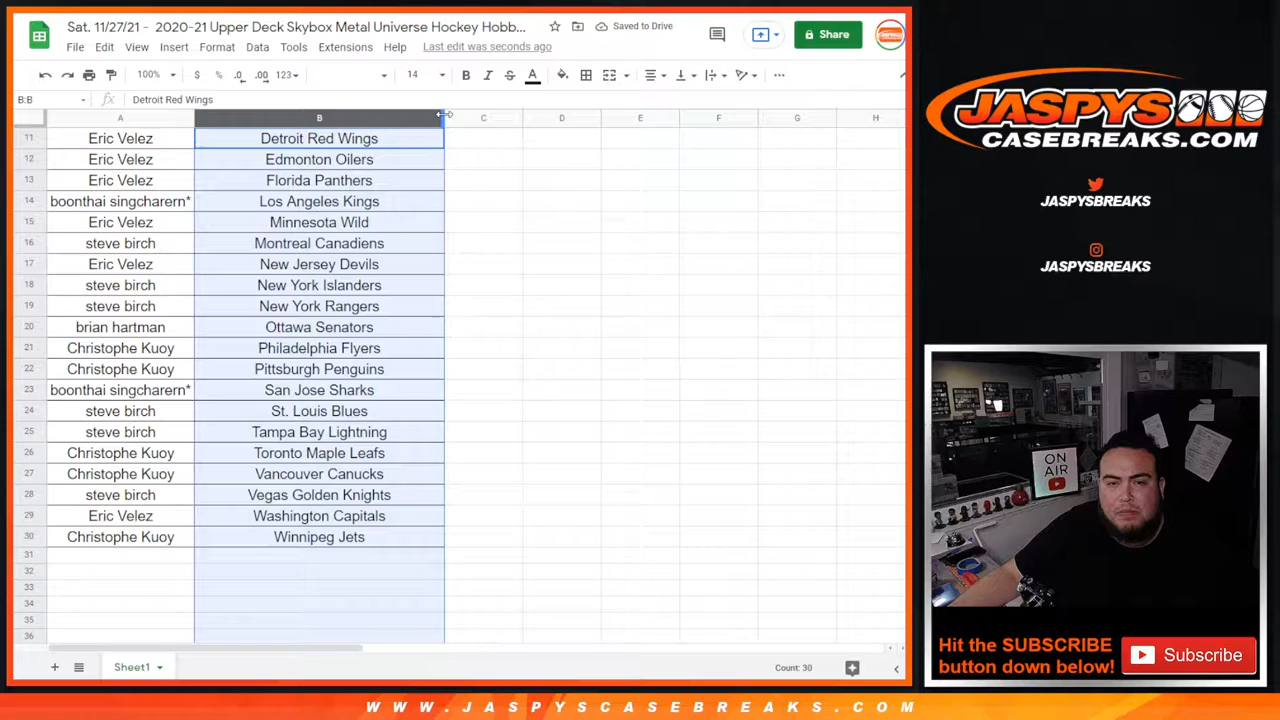 Sat. 11/27/21 - 2020-21 Upper Deck Skybox Metal Universe Hockey Hobb...
Saved to Drive
Share
File Edit View Insert Format Data Tools Extensions Help Last edit was seconds ago
100% $ % .0 .00 123 14 B I S A
B:B fx Detroit Red Wings
A B C D E F G H
11 Eric Velez Detroit Red Wings
12 Eric Velez Edmonton Oilers
13 Eric Velez Florida Panthers
14 boonthai singcharern* Los Angeles Kings
15 Eric Velez Minnesota Wild
16 steve birch Montreal Canadiens
17 Eric Velez New Jersey Devils
18 steve birch New York Islanders
19 steve birch New York Rangers
20 brian hartman Ottawa Senators
21 Christophe Kuoy Philadelphia Flyers
22 Christophe Kuoy Pittsburgh Penguins
23 boonthai singcharern* San Jose Sharks
24 steve birch St. Louis Blues
25 steve birch Tampa Bay Lightning
26 Christophe Kuoy Toronto Maple Leafs
27 Christophe Kuoy Vancouver Canucks
28 steve birch Vegas Golden Knights
29 Eric Velez Washington Capitals
30 Christophe Kuoy Winnipeg Jets
31
32
33
34
35
36
Sheet1
Count: 30
JASPYS
CASEBREAKS.COM
JASPYSBREAKS
JASPYSBREAKS
ON
AIR
Hit the SUBSCRIBE
button down below!
Subscribe
WWW.JASPYSCASEBREAKS.COM